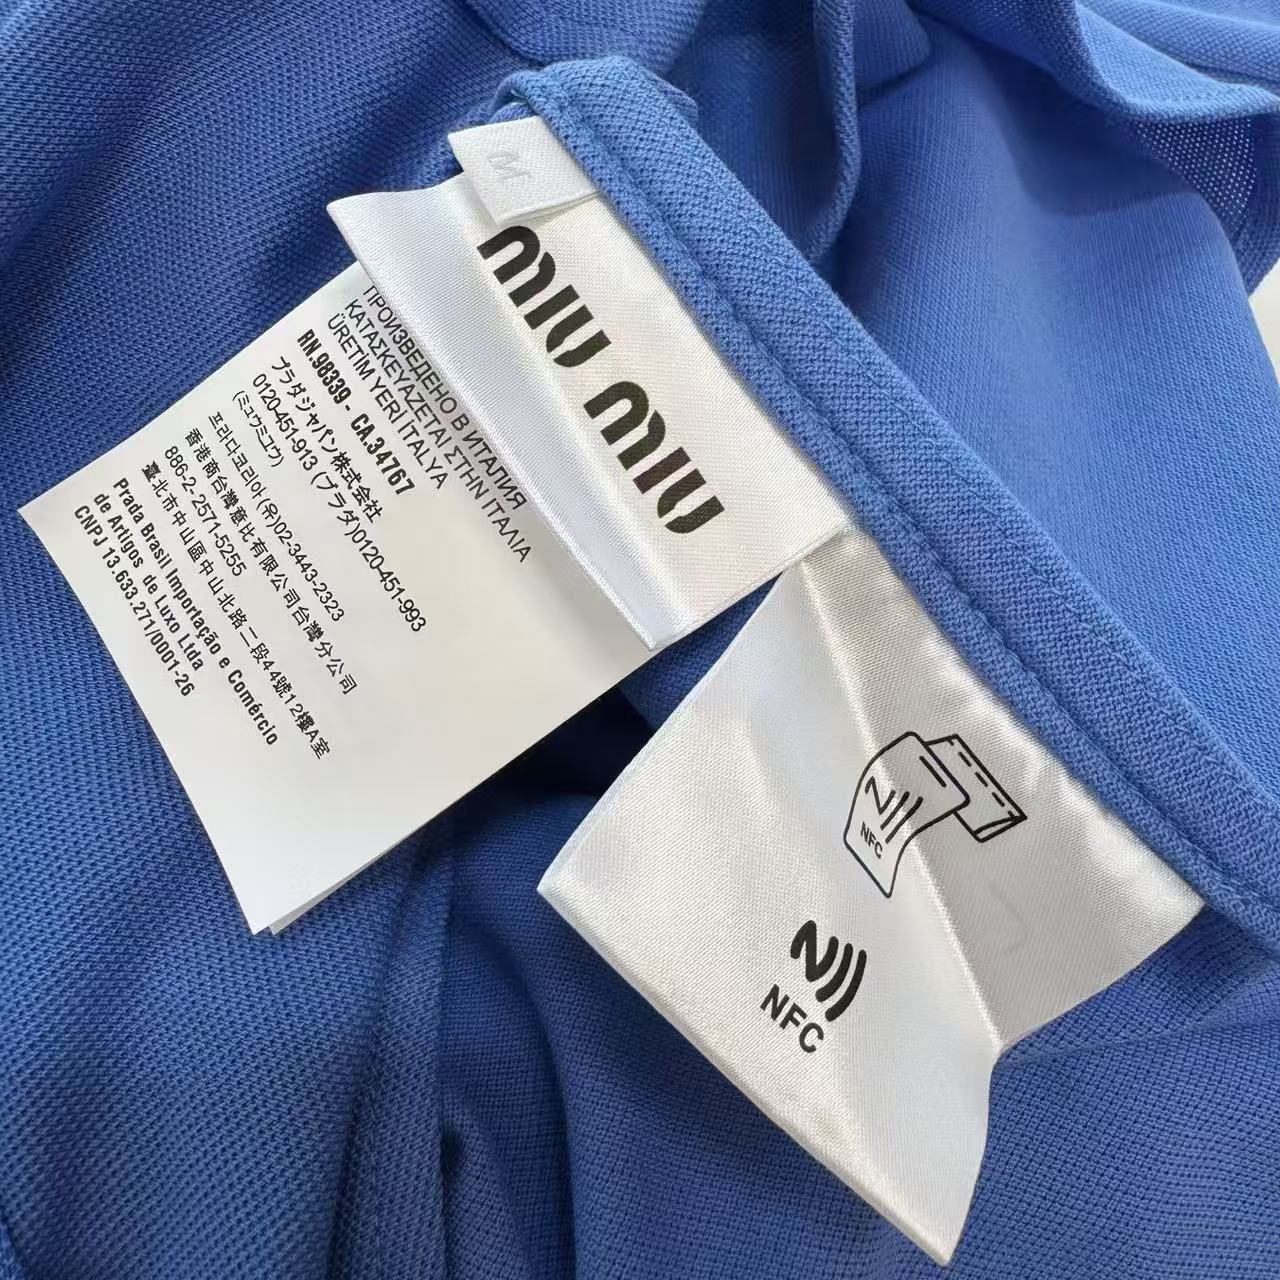 M
miu miu
ПРОИЗВЕДЕНО В ИТАЛИЯ
ΚΑΤΑΣΚΕΥΑΖΕΤΑΙ ΣΤΗΝ ΙΤΑΛΙΑ
ÜRETİM YERİ İTALYA
RN.98339 - CA.34767
プラダジャパン株式会社
0120-451-913 (プラダ)0120-451-993
(ミュウミュウ)
프라다코리아(유)02-3443-2323
香港商台灣意比有限公司台灣分公司
886-2- 2571-5255
臺北市中山區中山北路二段44號12樓A室
Prada Brasil Importação e Comércio
de Artigos de Luxo Ltda
CNPJ 13.633.271/0001-26
NFC
NFC